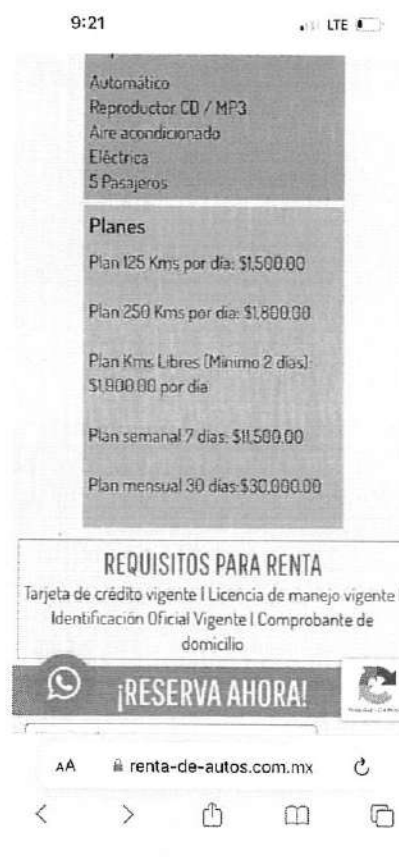 9:21
LTE
Automático
Reproductor CD / MP3
Aire acondicionado
Eléctrica
5 Pasajeros
Planes
Plan 125 Kms por día: $1,500.00
Plan 250 Kms por día: $1,800.00
Plan Kms Libres (Mínimo 2 días):
$1,900.00 por día
Plan semanal 7 días: $11,500.00
Plan mensual 30 días:$30,000.00
REQUISITOS PARA RENTA
Tarjeta de crédito vigente | Licencia de manejo vigente |
Identificación Oficial Vigente | Comprobante de
domicilio
¡RESERVA AHORA!
AA
renta-de-autos.com.mx